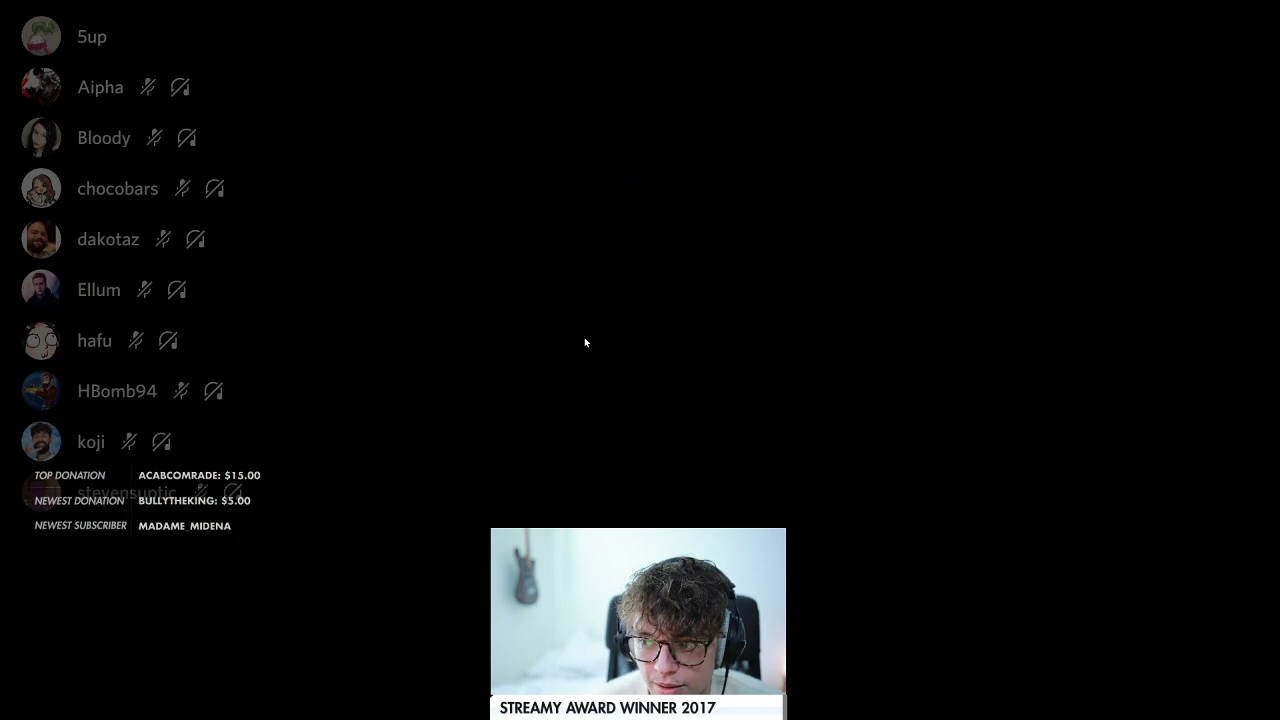 5up
Aipha
Bloody
chocobars
dakotaz
Ellum
hafu
HBomb94
koji
TOP DONATION ACABCOMRADE: $15.00
stevensuptic
NEWEST DONATION BULLYTHEKING: $5.00
NEWEST SUBSCRIBER MADAME_MIDENA
STREAMY AWARD WINNER 2017